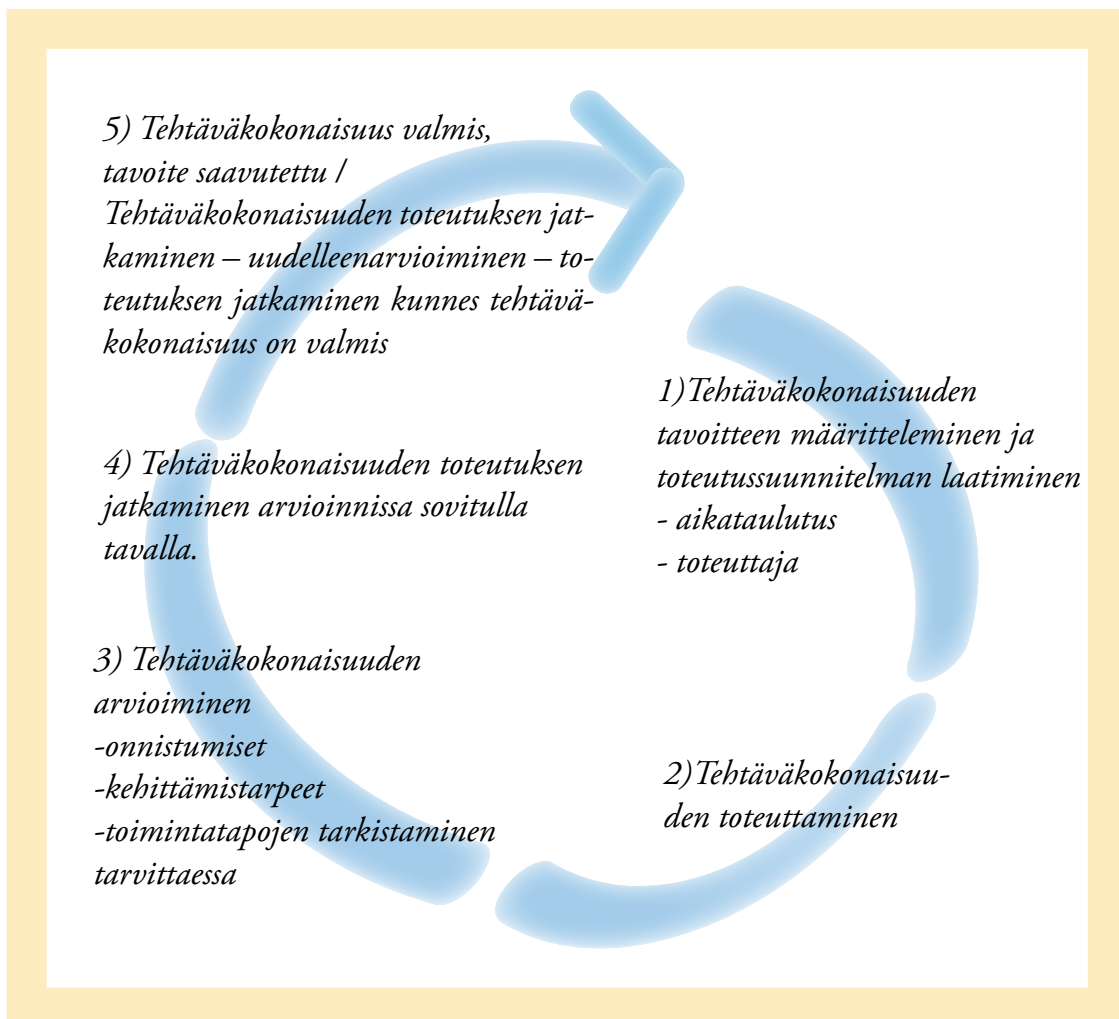 5) Tehtäväkokonaisuus valmis,
tavoite saavutettu /
Tehtäväkokonaisuuden toteutuksen jat-
kaminen – uudelleenarvioiminen – to-
teutuksen jatkaminen kunnes tehtävä-
kokonaisuus on valmis
1)Tehtäväkokonaisuuden
tavoitteen määritteleminen ja
toteutussuunnitelman laatiminen
- aikataulutus
- toteuttaja
4) Tehtäväkokonaisuuden toteutuksen
jatkaminen arvioinnissa sovitulla
tavalla.
3) Tehtäväkokonaisuuden
arvioiminen
-onnistumiset
-kehittämistarpeet
-toimintatapojen tarkistaminen
tarvittaessa
2)Tehtäväkokonaisuu-
den toteuttaminen